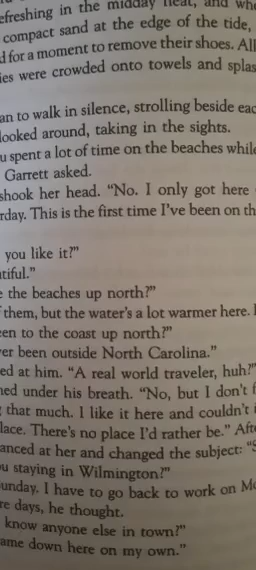 efreshing in the midday heat, and whe
compact sand at the edge of the tide,
d for a moment to remove their shoes. All
ies were crowded onto towels and splas
an to walk in silence, strolling beside eac
looked around, taking in the sights.
u spent a lot of time on the beaches while
Garrett asked.
shook her head. “No. I only got here
rday. This is the first time I’ve been on th
you like it?”
tiful.”
e the beaches up north?”
them, but the water’s a lot warmer here.
een to the coast up north?”
er been outside North Carolina.”
ed at him. “A real world traveler, huh?”
hed under his breath. “No, but I don’t f
that much. I like it here and couldn’t i
lace. There’s no place I’d rather be.” Afte
anced at her and changed the subject: “S
u staying in Wilmington?”
unday. I have to go back to work on Mo
re days, he thought.
know anyone else in town?”
ame down here on my own.”